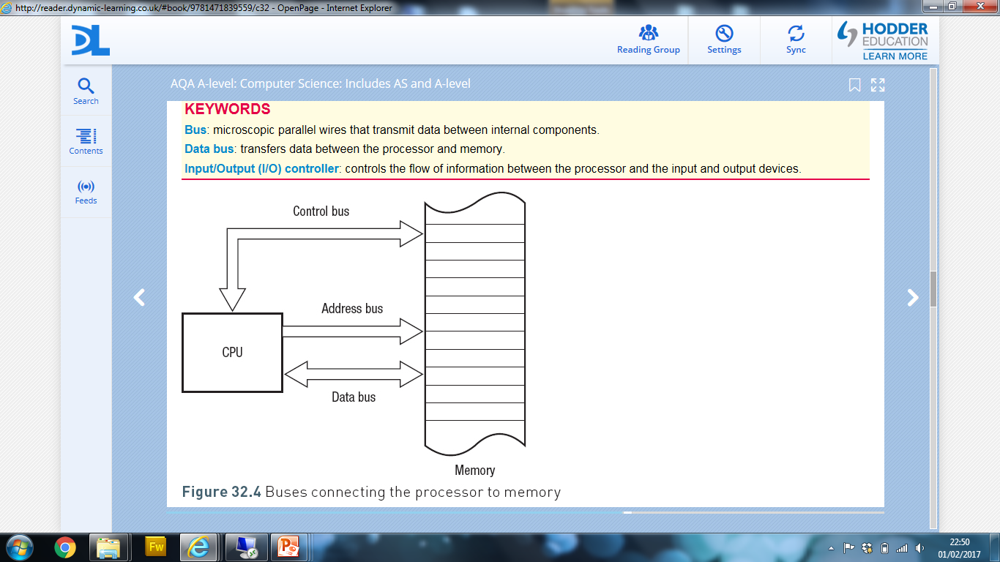 http://reader.dynamic-learning.co.uk/#book/9781471839559/c32 - OpenPage - Internet Explorer
DL
Reading Group
Settings
Sync
HODDER
EDUCATION
LEARN MORE
Search
Contents
Feeds
AQA A-level: Computer Science: Includes AS and A-level
KEYWORDS
Bus: microscopic parallel wires that transmit data between internal components.
Data bus: transfers data between the processor and memory.
Input/Output (I/O) controller: controls the flow of information between the processor and the input and output devices.
Control bus
Address bus
CPU
Data bus
Memory
Figure 32.4 Buses connecting the processor to memory
Fw
22:50
01/02/2017